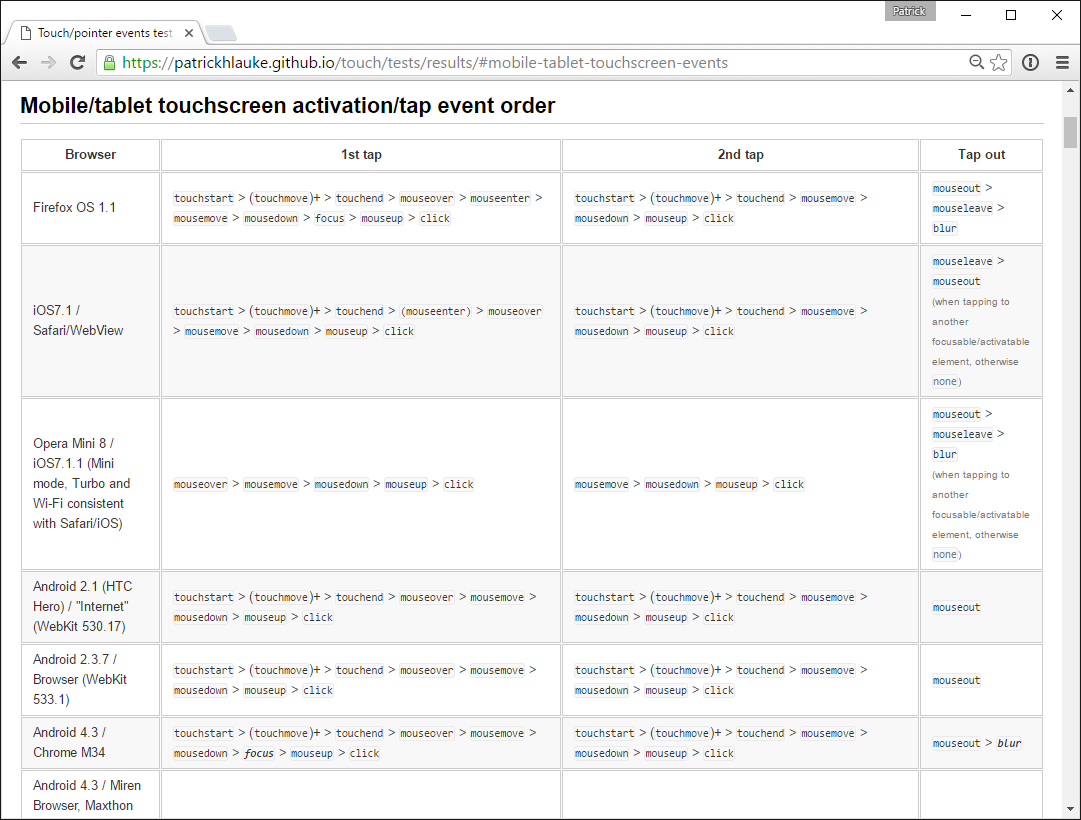 Patrick
Touch/pointer events test
https://patrickhlauke.github.io/touch/tests/results/#mobile-tablet-touchscreen-events
Mobile/tablet touchscreen activation/tap event order
Browser
1st tap
2nd tap
Tap out
Firefox OS 1.1
touchstart > (touchmove)+ > touchend > mouseover > mouseenter >
mousemove > mousedown > focus > mouseup > click
touchstart > (touchmove)+ > touchend > mousemove >
mousedown > mouseup > click
mouseout >
mouseleave >
blur
iOS7.1 /
Safari/WebView
touchstart > (touchmove)+ > touchend > (mouseenter) > mouseover
> mousemove > mousedown > mouseup > click
touchstart > (touchmove)+ > touchend > mousemove >
mousedown > mouseup > click
mouseleave >
mouseout
(when tapping to
another
focusable/activatable
element, otherwise
none)
Opera Mini 8 /
iOS7.1.1 (Mini
mode, Turbo and
Wi-Fi consistent
with Safari/iOS)
mouseover > mousemove > mousedown > mouseup > click
mousemove > mousedown > mouseup > click
mouseout >
mouseleave >
blur
(when tapping to
another
focusable/activatable
element, otherwise
none)
Android 2.1 (HTC
Hero) / "Internet"
(WebKit 530.17)
touchstart > (touchmove)+ > touchend > mouseover > mousemove >
mousedown > mouseup > click
touchstart > (touchmove)+ > touchend > mousemove >
mousedown > mouseup > click
mouseout
Android 2.3.7 /
Browser (WebKit
533.1)
touchstart > (touchmove)+ > touchend > mouseover > mousemove >
mousedown > mouseup > click
touchstart > (touchmove)+ > touchend > mousemove >
mousedown > mouseup > click
mouseout
Android 4.3 /
Chrome M34
touchstart > (touchmove)+ > touchend > mouseover > mousemove >
mousedown > focus > mouseup > click
touchstart > (touchmove)+ > touchend > mousemove >
mousedown > mouseup > click
mouseout > blur
Android 4.3 / Miren
Browser, Maxthon